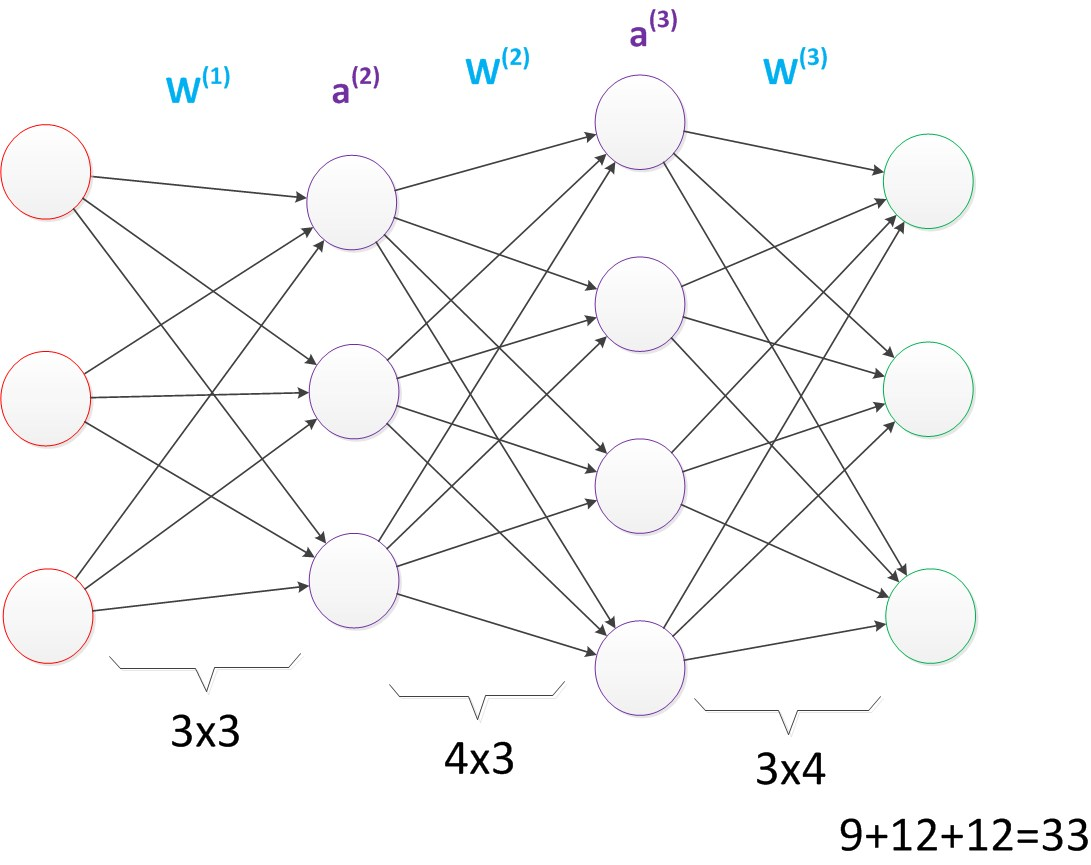 W(1)
a(2)
W(2)
a(3)
W(3)
3x3
4x3
3x4
9+12+12=33